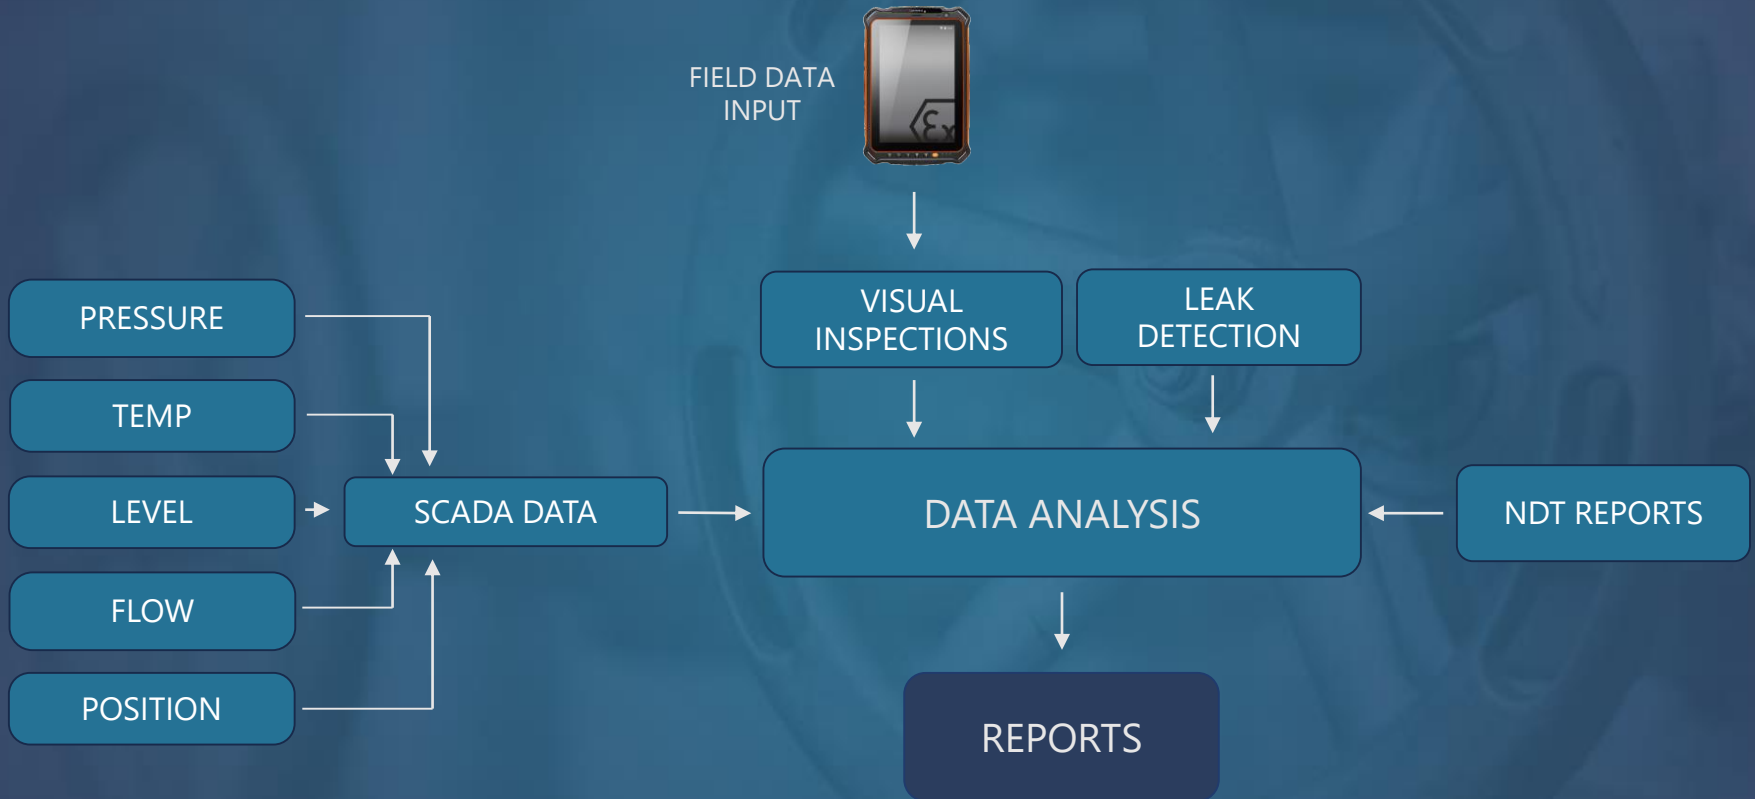 FIELD DATA
INPUT
Ex
VISUAL
INSPECTIONS
LEAK
DETECTION
PRESSURE
TEMP
LEVEL
FLOW
POSITION
SCADA DATA
DATA ANALYSIS
NDT REPORTS
REPORTS